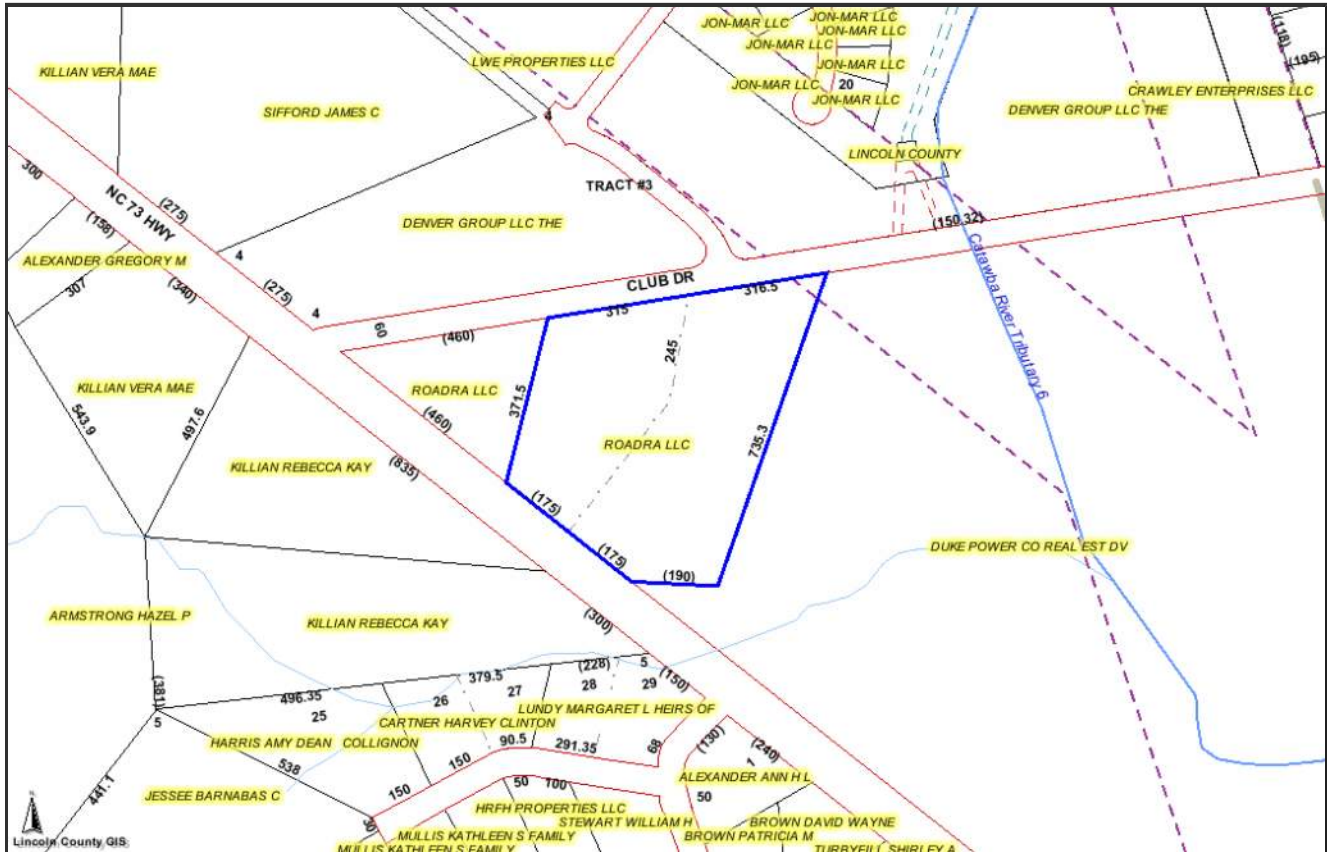 JON-MAR LLC
JON-MAR LLC
JON-MAR LLC
JON-MAR LLC
JON-MAR LLC
JON-MAR LLC
JON-MAR LLC
20
(118)
(195)
KILLIAN VERA MAE
LWE PROPERTIES LLC
CRAWLEY ENTERPRISES LLC
SIFFORD JAMES C
4
DENVER GROUP LLC THE
LINCOLN COUNTY
300
NC 73 HWY
(275)
TRACT #3
(158)
DENVER GROUP LLC THE
(150.32)
4
ALEXANDER GREGORY M
307
(340)
(275)
4
60
CLUB DR
316.5
315
(460)
245
Catawba River Tributary 6
KILLIAN VERA MAE
ROADRA LLC
371.5
(460)
543.9
497.6
ROADRA LLC
735.3
KILLIAN REBECCA KAY
(835)
(175)
(175)
(190)
DUKE POWER CO REAL EST DV
ARMSTRONG HAZEL P
KILLIAN REBECCA KAY
(300)
(381)
5
496.35
379.5
(228)
5
(150)
25
26
27
28
29
CARTNER HARVEY CLINTON
LUNDY MARGARET L HEIRS OF
HARRIS AMY DEAN
COLLIGNON
90.5
291.35
68
(130)
(240)
538
150
150
1
ALEXANDER ANN H L
441.1
JESSEE BARNABAS C
50
100
50
30
HRFH PROPERTIES LLC
STEWART WILLIAM H
BROWN DAVID WAYNE
MULLIS KATHLEEN S FAMILY
BROWN PATRICIA M
MULLIS KATHLEEN S FAMILY
TURBYFILL SHIRLEY A
N
Lincoln County GIS